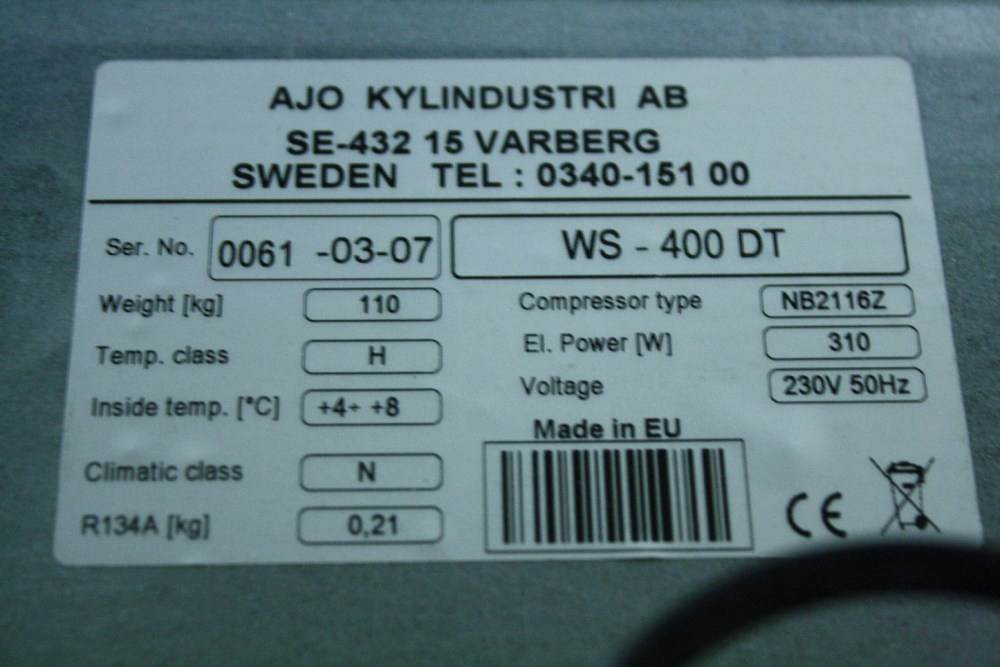 AJO KYLINDUSTRI AB
SE-432 15 VARBERG
SWEDEN TEL : 0340-151 00
Ser. No. 0061 -03-07 WS - 400 DT
Weight [kg] 110 Compressor type NB2116Z
Temp. class H El. Power [W] 310
Inside temp. [°C] +4÷ +8 Voltage 230V 50Hz
Made in EU
Climatic class N
R134A [kg] 0,21 CE